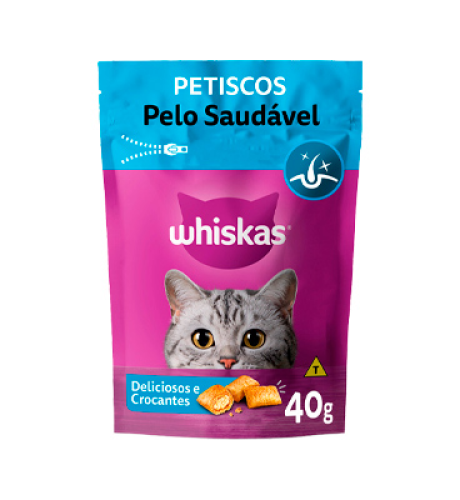 PETISCOS
Pelo Saudável
whiskas®
Deliciosos e
Crocantes
T
40g